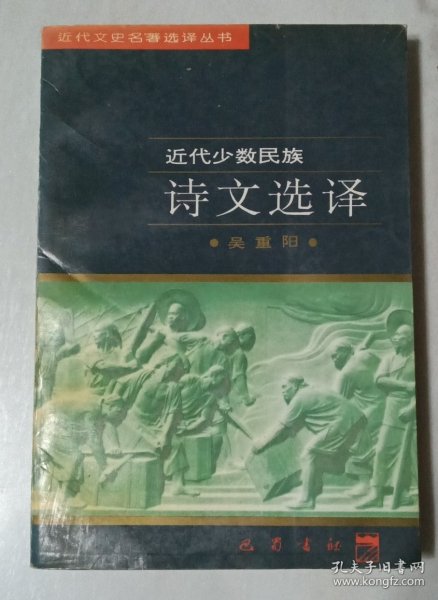 近代文史名著选译丛书
近代少数民族
诗文选译
•吴重阳•
巴蜀书社
孔夫子旧书网
www.kongfz.com